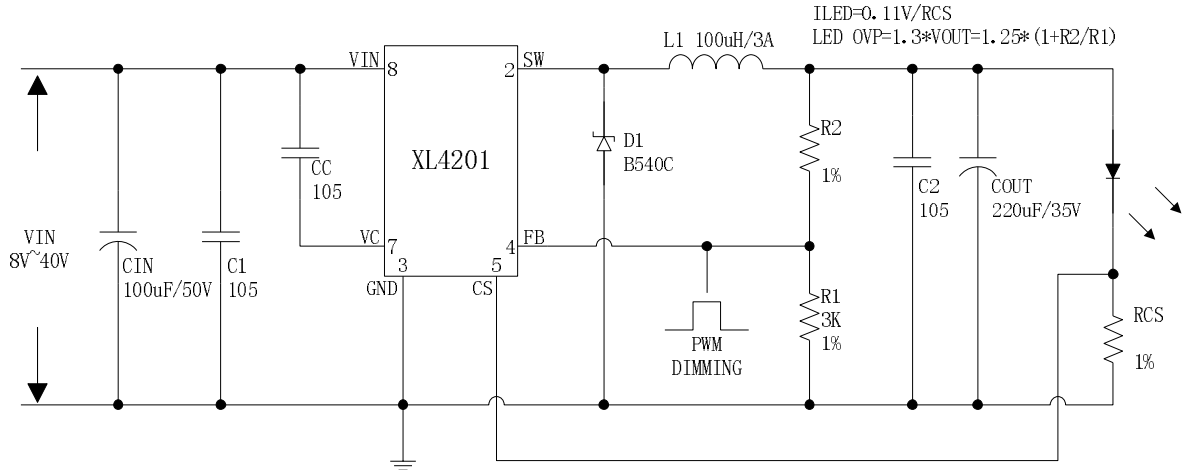 ILED=0.11V/RCS
LED OVP=1.3*VOUT=1.25*(1+R2/R1)
L1 100uH/3A
VIN
8
2
SW
XL4201
D1
B540C
R2
1%
CC
105
C2
105
COUT
220uF/35V
VIN
8V~40V
VC
7
4
FB
3
5
GND
CS
CIN
100uF/50V
C1
105
R1
3K
1%
PWM
DIMMING
RCS
1%